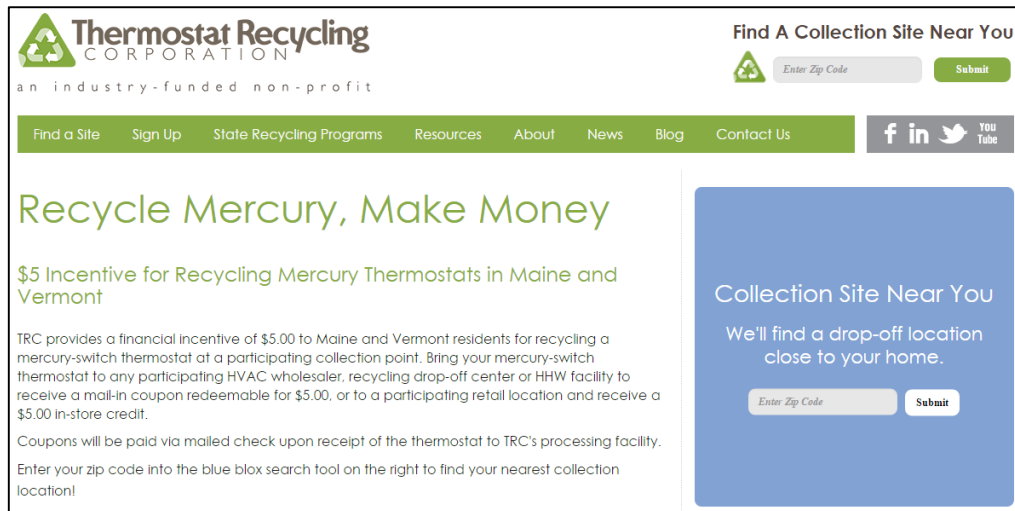 Thermostat Recycling
CORPORATION
an industry-funded non-profit
Find A Collection Site Near You
Enter Zip Code
Submit
Find a Site Sign Up State Recycling Programs Resources About News Blog Contact Us
f in You Tube
Recycle Mercury, Make Money
$5 Incentive for Recycling Mercury Thermostats in Maine and
Vermont
TRC provides a financial incentive of $5.00 to Maine and Vermont residents for recycling a
mercury-switch thermostat at a participating collection point. Bring your mercury-switch
thermostat to any participating HVAC wholesaler, recycling drop-off center or HHW facility to
receive a mail-in coupon redeemable for $5.00, or to a participating retail location and receive a
$5.00 in-store credit.
Coupons will be paid via mailed check upon receipt of the thermostat to TRC's processing facility.
Enter your zip code into the blue blox search tool on the right to find your nearest collection
location!
Collection Site Near You
We'll find a drop-off location
close to your home.
Enter Zip Code
Submit